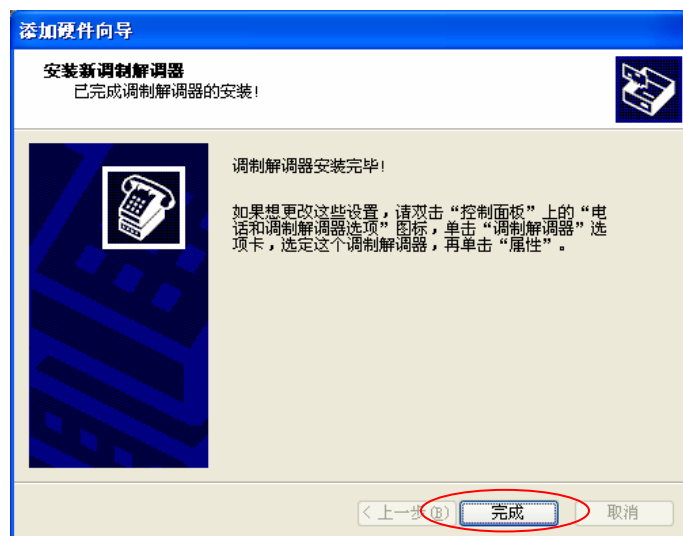 添加硬件向导
安装新调制解调器
已完成调制解调器的安装!
调制解调器安装完毕!
如果想更改这些设置，请双击“控制面板”上的“电
话和调制解调器选项”图标，单击“调制解调器”选
项卡，选定这个调制解调器，再单击“属性”。
< 上一步(B) 完成 取消